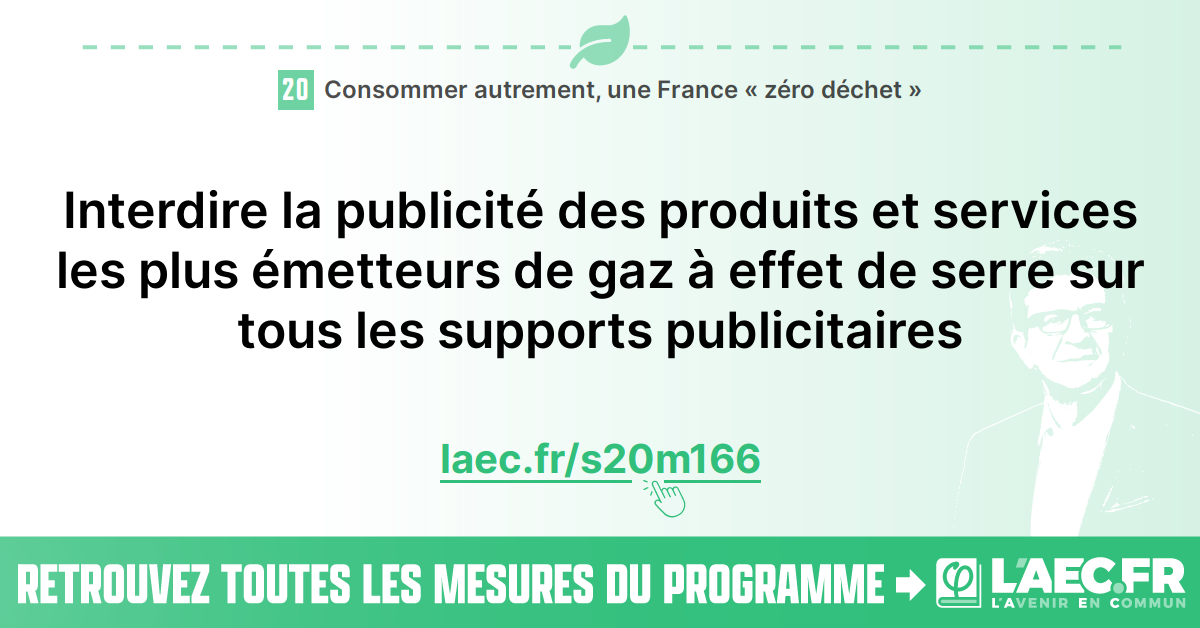 20 Consommer autrement, une France « zéro déchet »
Interdire la publicité des produits et services
les plus émetteurs de gaz à effet de serre sur
tous les supports publicitaires
laec.fr/s20m166
RETROUVEZ TOUTES LES MESURES DU PROGRAMME
φ L'AEC.FR
L'AVENIR EN COMMUN